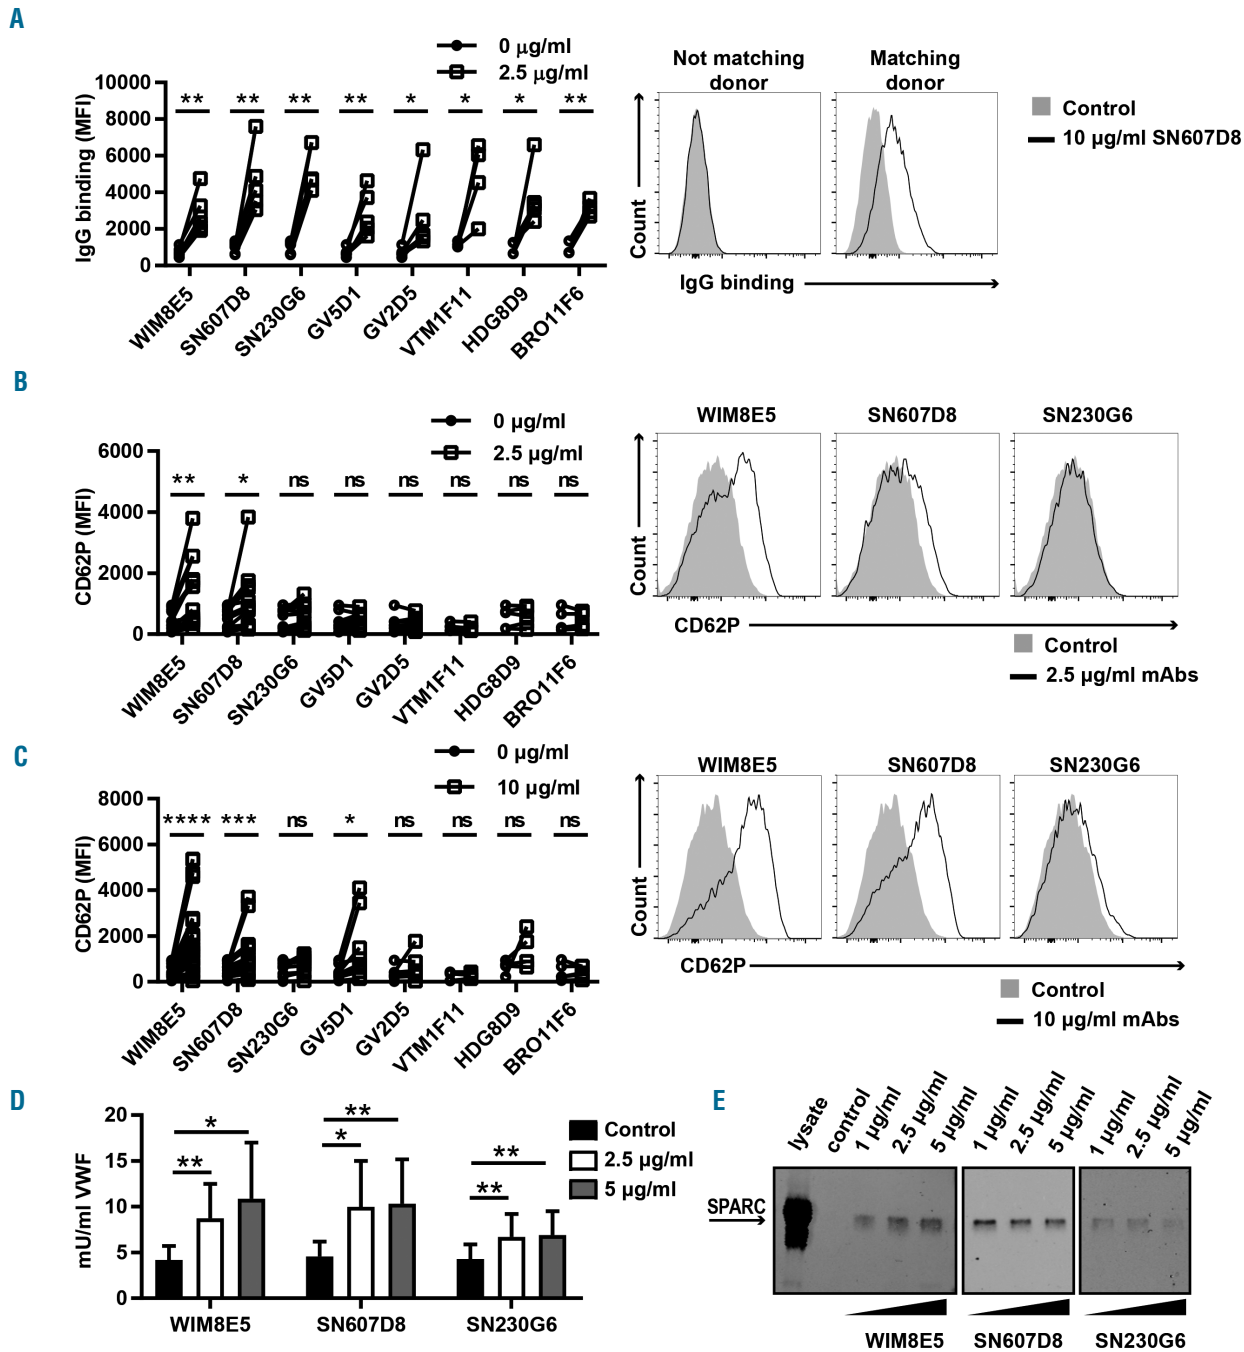 A
0 µg/ml
2.5 µg/ml
IgG binding (MFI)
10000
8000
6000
4000
2000
0
** ** ** ** * * * **
WIM8E5
SN607D8
SN230G6
GV5D1
GV2D5
VTM1F11
HDG8D9
BRO11F6
Not matching
donor
Matching
donor
Count
IgG binding
Control
10 µg/ml SN607D8
B
0 µg/ml
2.5 µg/ml
CD62P (MFI)
6000
4000
2000
0
** * ns ns ns ns ns ns
WIM8E5
SN607D8
SN230G6
GV5D1
GV2D5
VTM1F11
HDG8D9
BRO11F6
WIM8E5
SN607D8
SN230G6
Count
CD62P
Control
2.5 µg/ml mAbs
C
0 µg/ml
10 µg/ml
CD62P (MFI)
8000
6000
4000
2000
0
**** *** ns * ns ns ns ns
WIM8E5
SN607D8
SN230G6
GV5D1
GV2D5
VTM1F11
HDG8D9
BRO11F6
WIM8E5
SN607D8
SN230G6
Count
CD62P
Control
10 µg/ml mAbs
D
mU/ml VWF
20
15
10
5
0
*
**
**
*
**
**
WIM8E5
SN607D8
SN230G6
Control
2.5 µg/ml
5 µg/ml
E
lysate
control
1 µg/ml
2.5 µg/ml
5 µg/ml
1 µg/ml
2.5 µg/ml
5 µg/ml
1 µg/ml
2.5 µg/ml
5 µg/ml
SPARC
WIM8E5
SN607D8
SN230G6